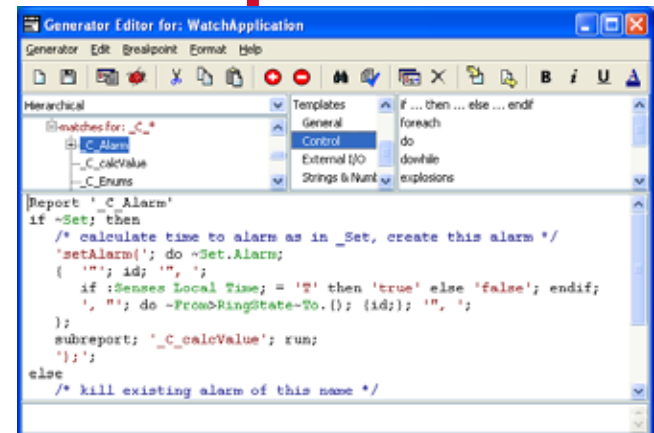 Generator Editor for: WatchApplication
Generator Edit Breakpoint Format Help
B i U A
Hierarchical
matches for: _C_*
_C_Alarm
_C_calcValue
_C_Enums
Templates
General
Control
External I/O
Strings & Numb
if ... then ... else ... endif
foreach
do
dowhile
explosions
Report '_C_Alarm'
if ~Set; then
/* calculate time to alarm as in _Set, create this alarm */
'setAlarm('; do ~Set.Alarm;
{ '"'; id; '", ';
if :Senses Local Time; = 'T' then 'true' else 'false'; endif;
', "'; do ~From>RingState~To.(); {id;}; '", ';
};
subreport; '_C_calcValue'; run;
');';
else
/* kill existing alarm of this name */